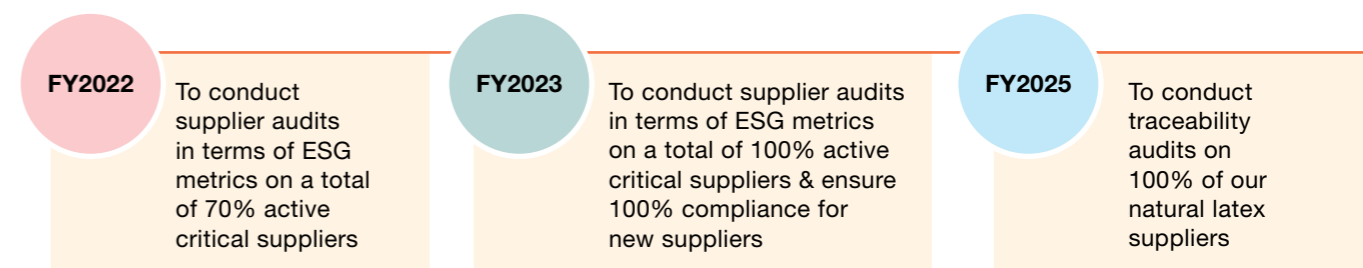 FY2022
To conduct
supplier audits
in terms of ESG
metrics on a total
of 70% active
critical suppliers
FY2023
To conduct supplier audits
in terms of ESG metrics
on a total of 100% active
critical suppliers & ensure
100% compliance for
new suppliers
FY2025
To conduct
traceability
audits on
100% of our
natural latex
suppliers